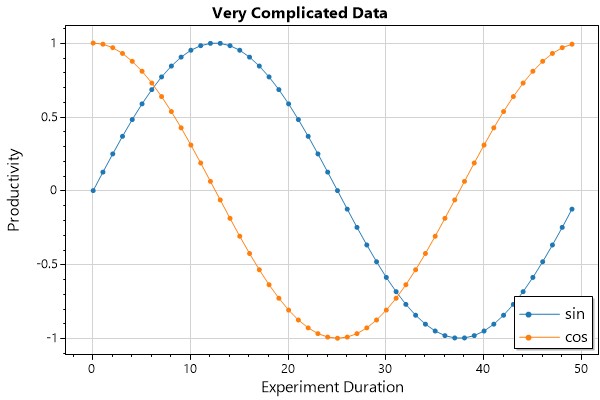 Very Complicated Data
Productivity
1
0.5
0
-0.5
-1
0
10
20
30
40
50
Experiment Duration
sin
cos